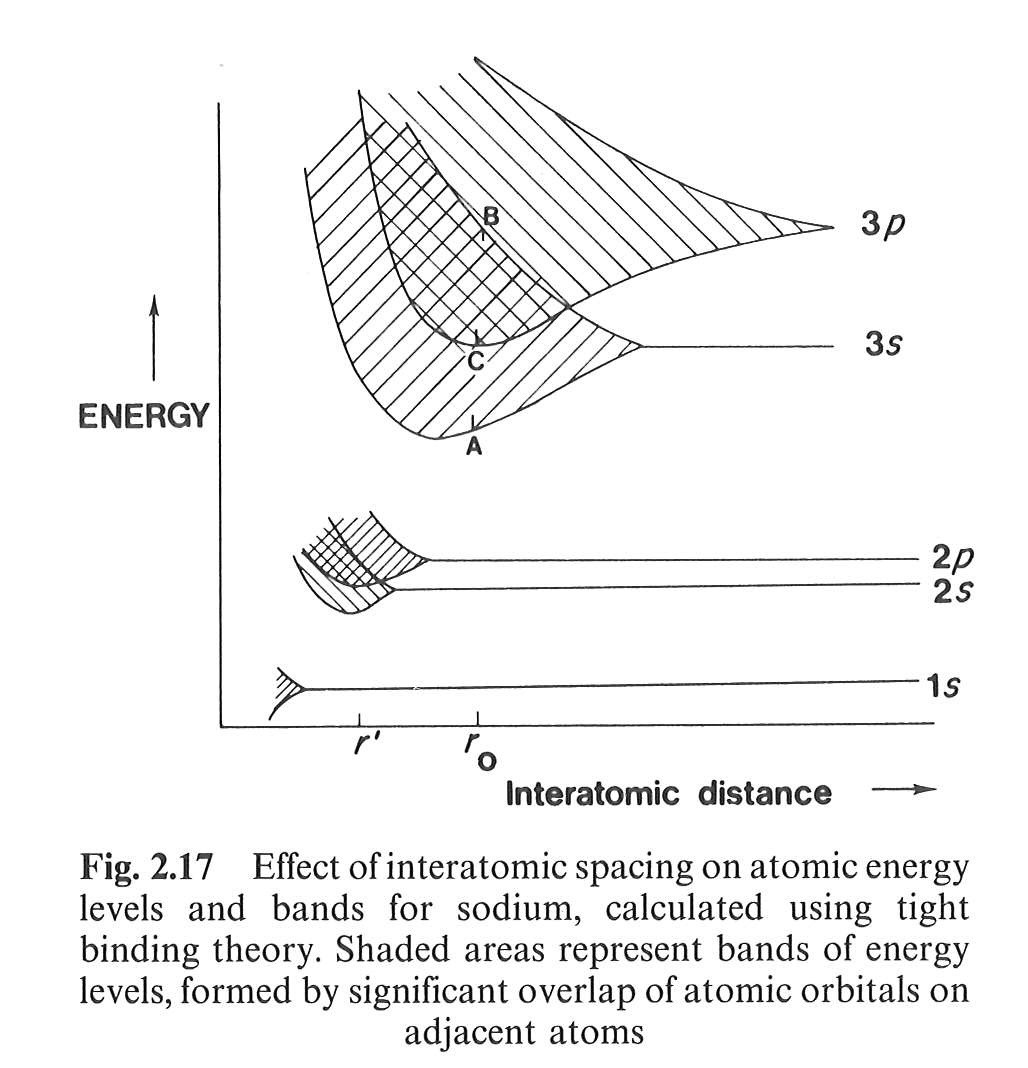 3p
B
3s
C
ENERGY
A
2p
2s
1s
r' ro
Interatomic distance
Fig. 2.17 Effect of interatomic spacing on atomic energy
levels and bands for sodium, calculated using tight
binding theory. Shaded areas represent bands of energy
levels, formed by significant overlap of atomic orbitals on
adjacent atoms